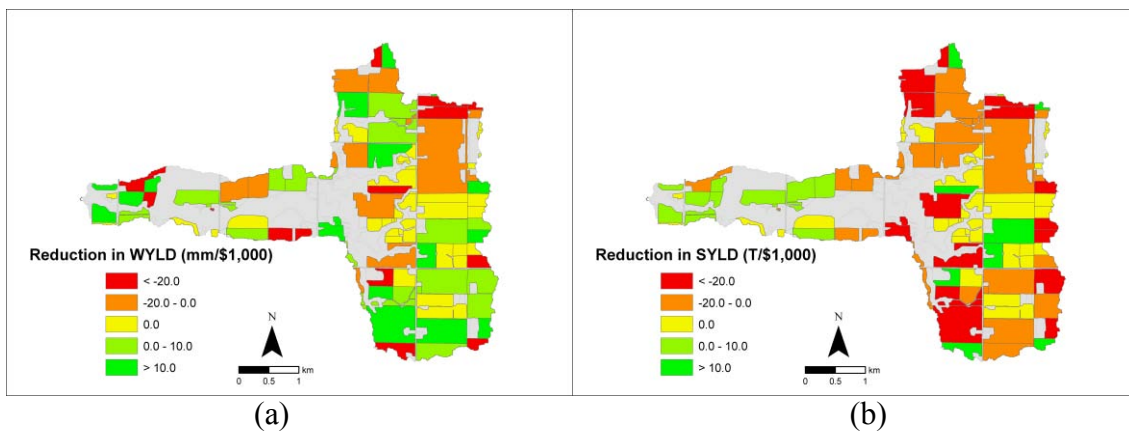 Reduction in WYLD (mm/$1,000)
< -20.0
-20.0 - 0.0
0.0
0.0 - 10.0
> 10.0
N
0 0.5 1 km
(a)
Reduction in SYLD (T/$1,000)
< -20.0
-20.0 - 0.0
0.0
0.0 - 10.0
> 10.0
N
0 0.5 1 km
(b)